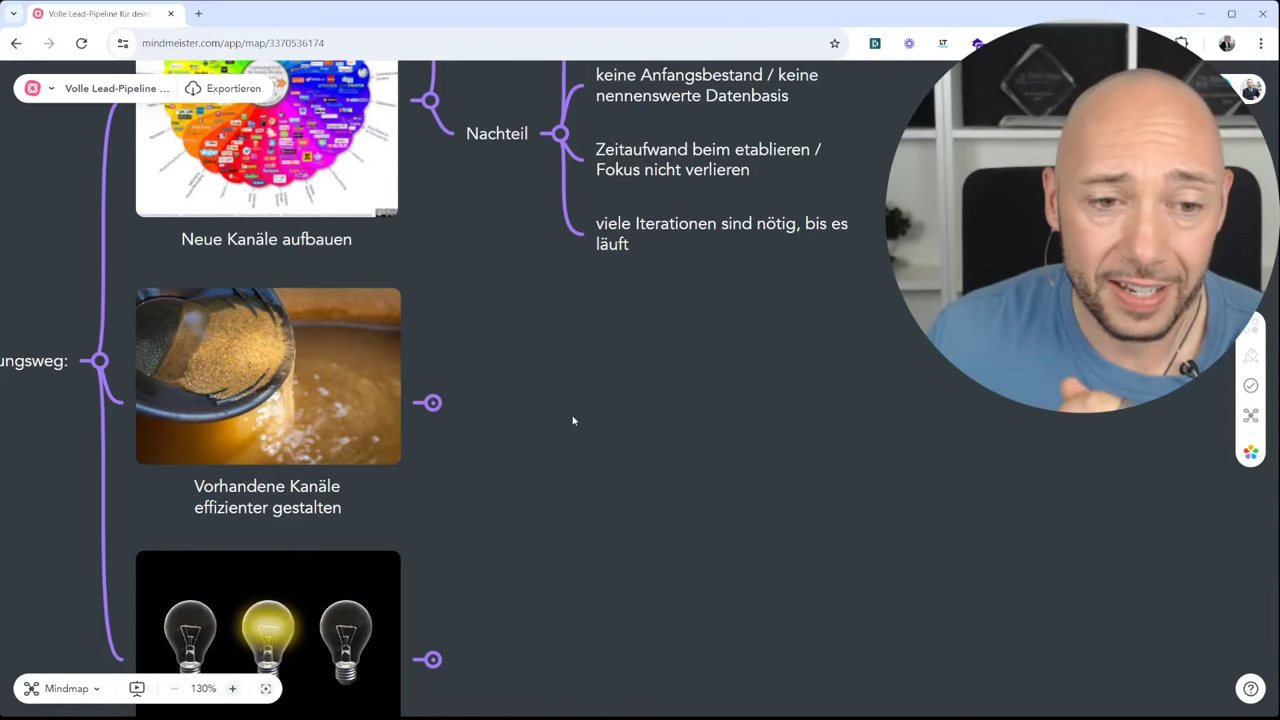 Volle Lead-Pipeline für deine
mindmeister.com/app/map/3370536174
LT
Volle Lead-Pipeline ...
Exportieren
keine Anfangsbestand / keine
nennenswerte Datenbasis
Nachteil
Zeitaufwand beim etablieren /
Fokus nicht verlieren
viele Iterationen sind nötig, bis es
läuft
Neue Kanäle aufbauen
ungsweg:
Vorhandene Kanäle
effizienter gestalten
Mindmap
130%